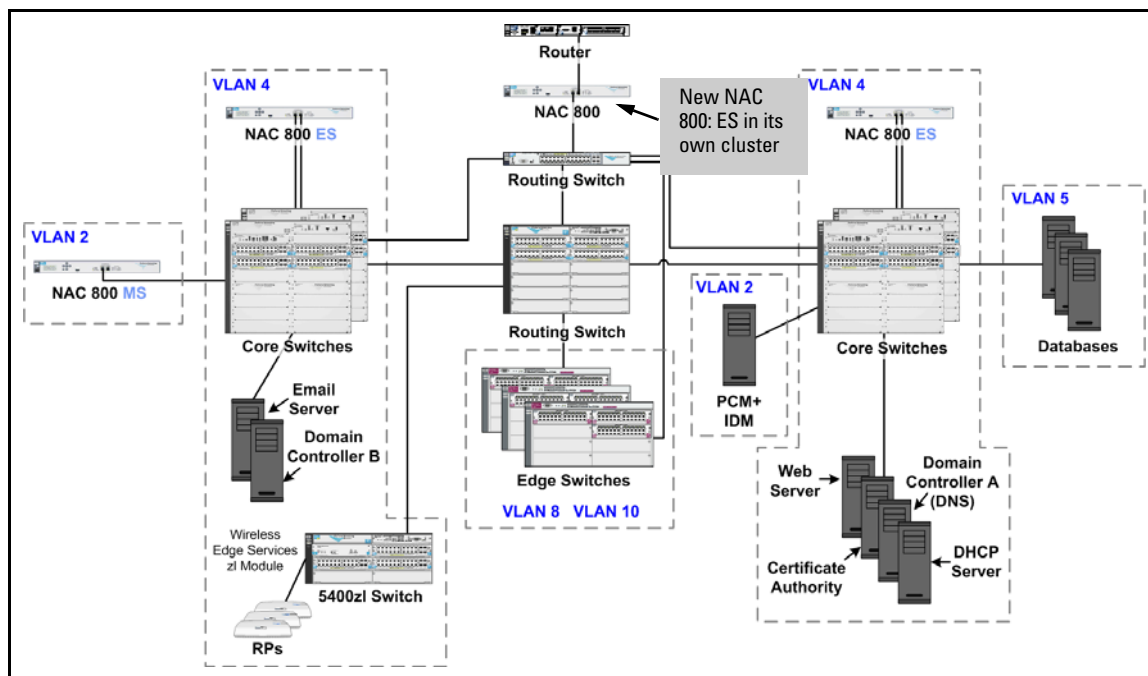 Router
VLAN 4
NAC 800
New NAC
800: ES in its
own cluster
VLAN 4
NAC 800 ES
NAC 800 ES
Routing Switch
VLAN 2
NAC 800 MS
VLAN 5
Core Switches
Routing Switch
VLAN 2
Core Switches
Databases
Email
Server
Domain
Controller B
PCM+
IDM
Edge Switches
VLAN 8 VLAN 10
Web
Server
Domain
Controller A
(DNS)
Wireless
Edge Services
zl Module
Certificate
Authority
DHCP
Server
5400zl Switch
RPs